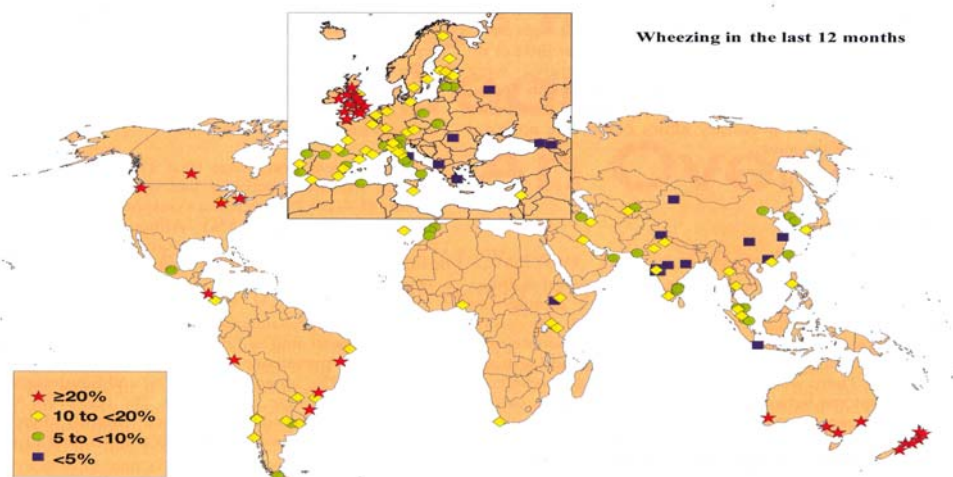 Wheezing in the last 12 months
≥20%
10 to <20%
5 to <10%
<5%